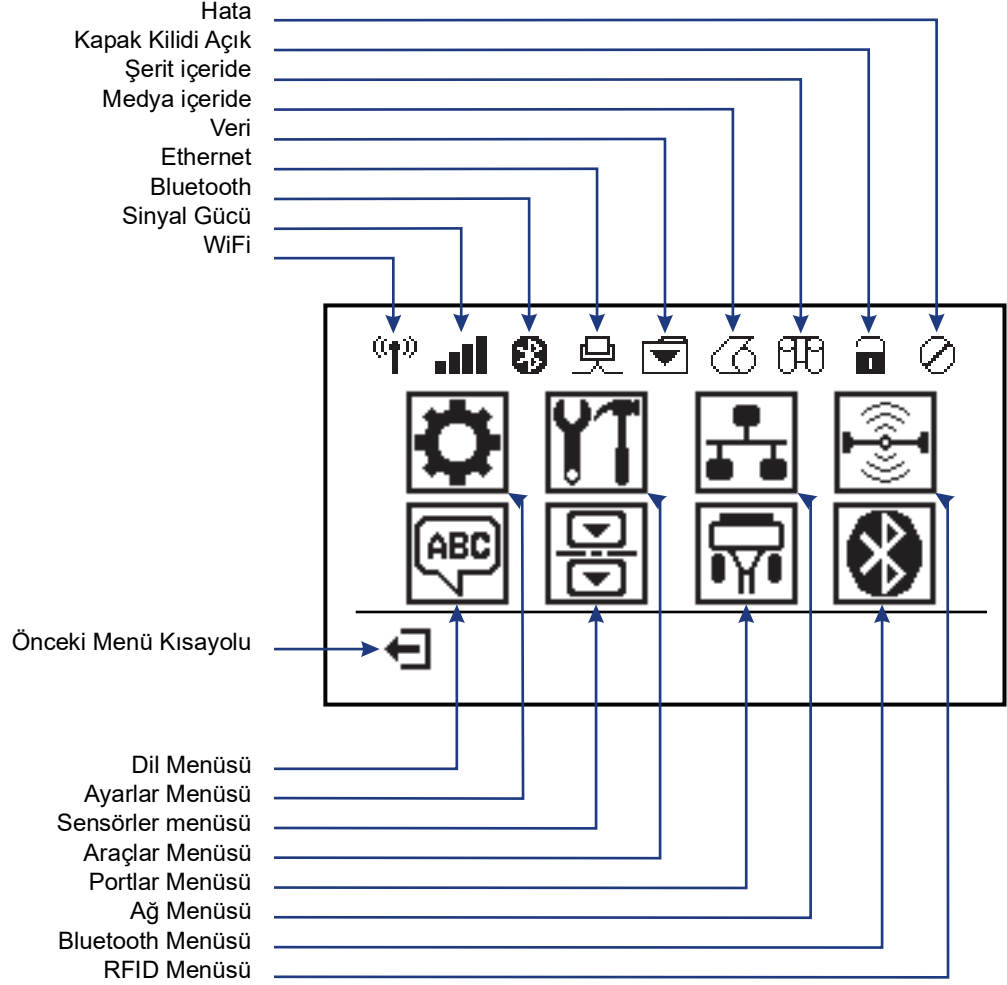 Hata
Kapak Kilidi Açık
Şerit içeride
Medya içeride
Veri
Ethernet
Bluetooth
Sinyal Gücü
WiFi
ABC
Önceki Menü Kısayolu
Dil Menüsü
Ayarlar Menüsü
Sensörler menüsü
Araçlar Menüsü
Portlar Menüsü
Ağ Menüsü
Bluetooth Menüsü
RFID Menüsü